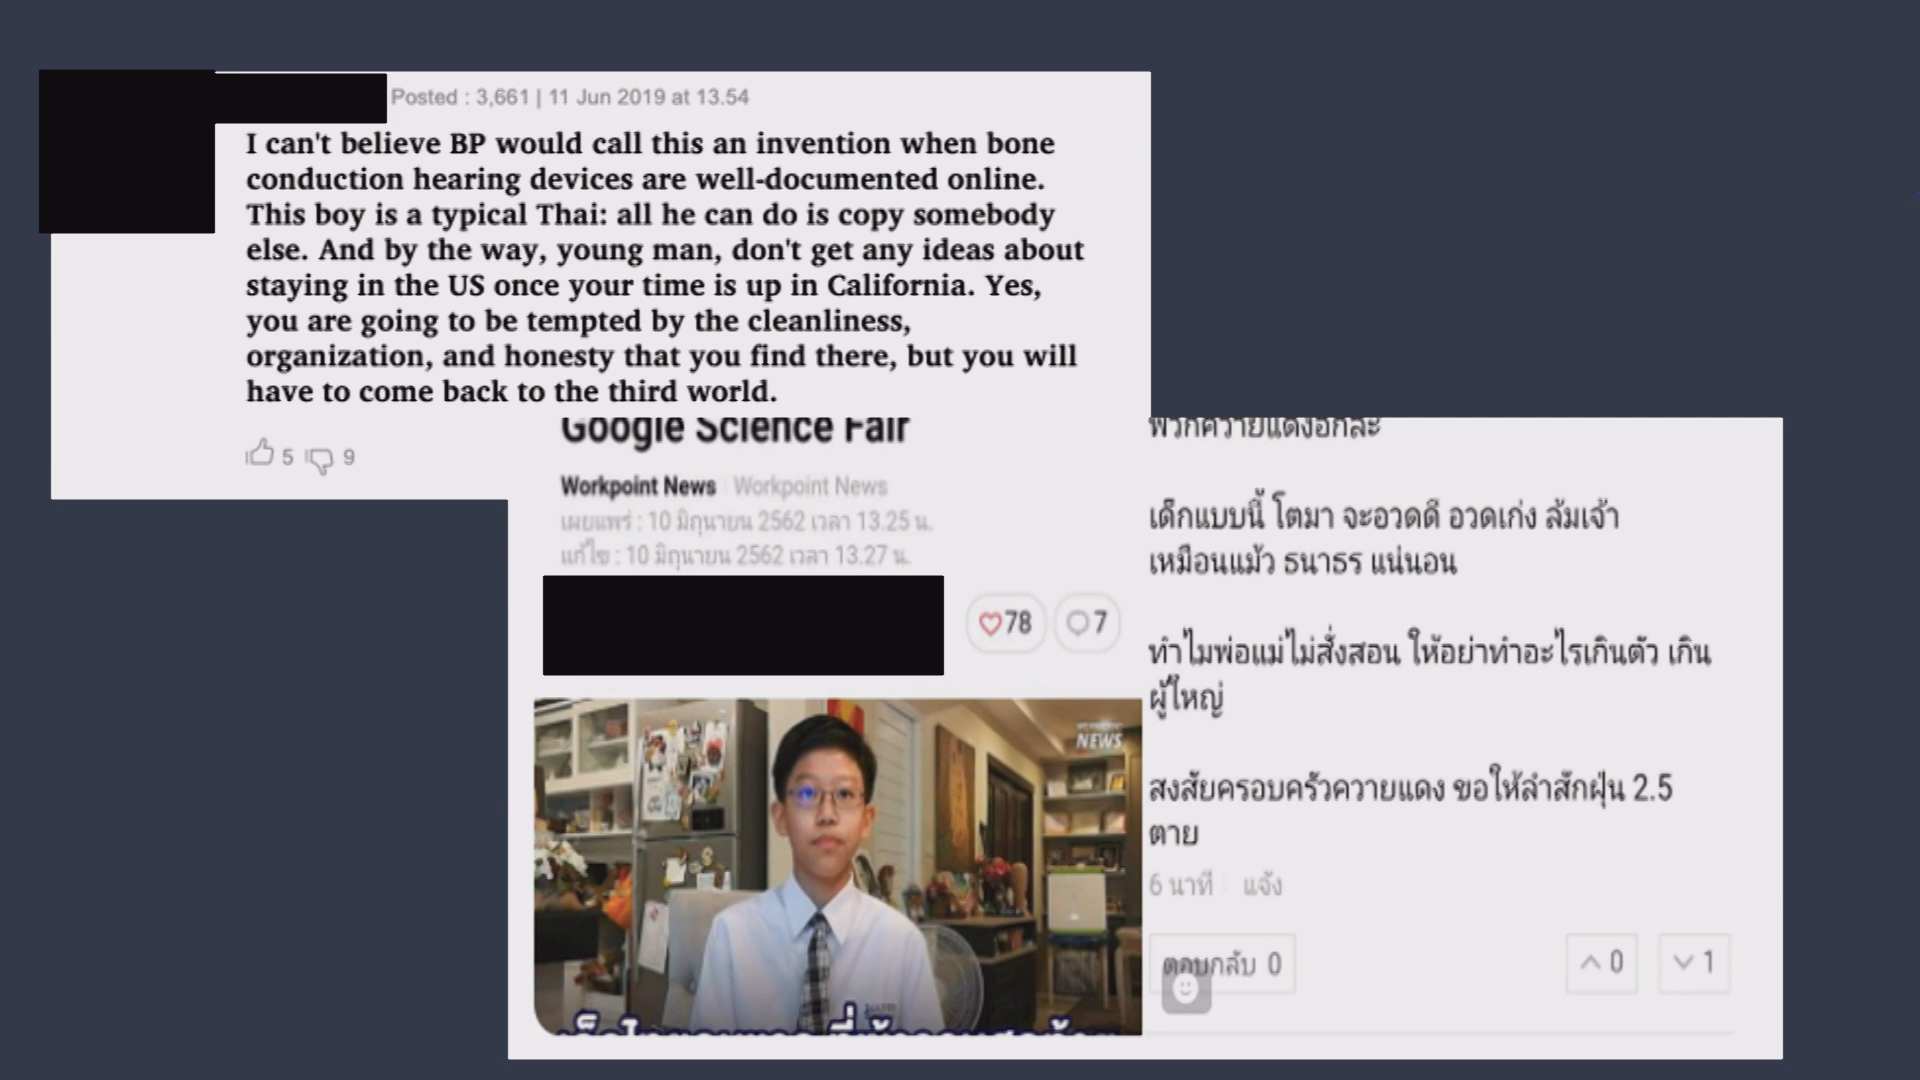 Posted : 3,661 | 11 Jun 2019 at 13.54
I can't believe BP would call this an invention when bone
conduction hearing devices are well-documented online.
This boy is a typical Thai: all he can do is copy somebody
else. And by the way, young man, don't get any ideas about
staying in the US once your time is up in California. Yes,
you are going to be tempted by the cleanliness,
organization, and honesty that you find there, but you will
have to come back to the third world.
5 9
Google Science Fair
Workpoint News Workpoint News
เผยแพร่ : 10 มิถุนายน 2562 เวลา 13.25 น.
แก้ไข : 10 มิถุนายน 2562 เวลา 13.27 น.
78 7
NEWS
พวกควายแดงอีกละ
เด็กแบบนี้ โตมา จะอวดดี อวดเก่ง ล้มเจ้า
เหมือนแม้ว ธนาธร แน่นอน
ทำไมพ่อแม่ไม่สั่งสอน ให้อย่าทำอะไรเกินตัว เกิน
ผู้ใหญ่
สงสัยครอบครัวควายแดง ขอให้สำลักฝุ่น 2.5
ตาย
6 นาที แจ้ง
ตอบกลับ 0
0 1